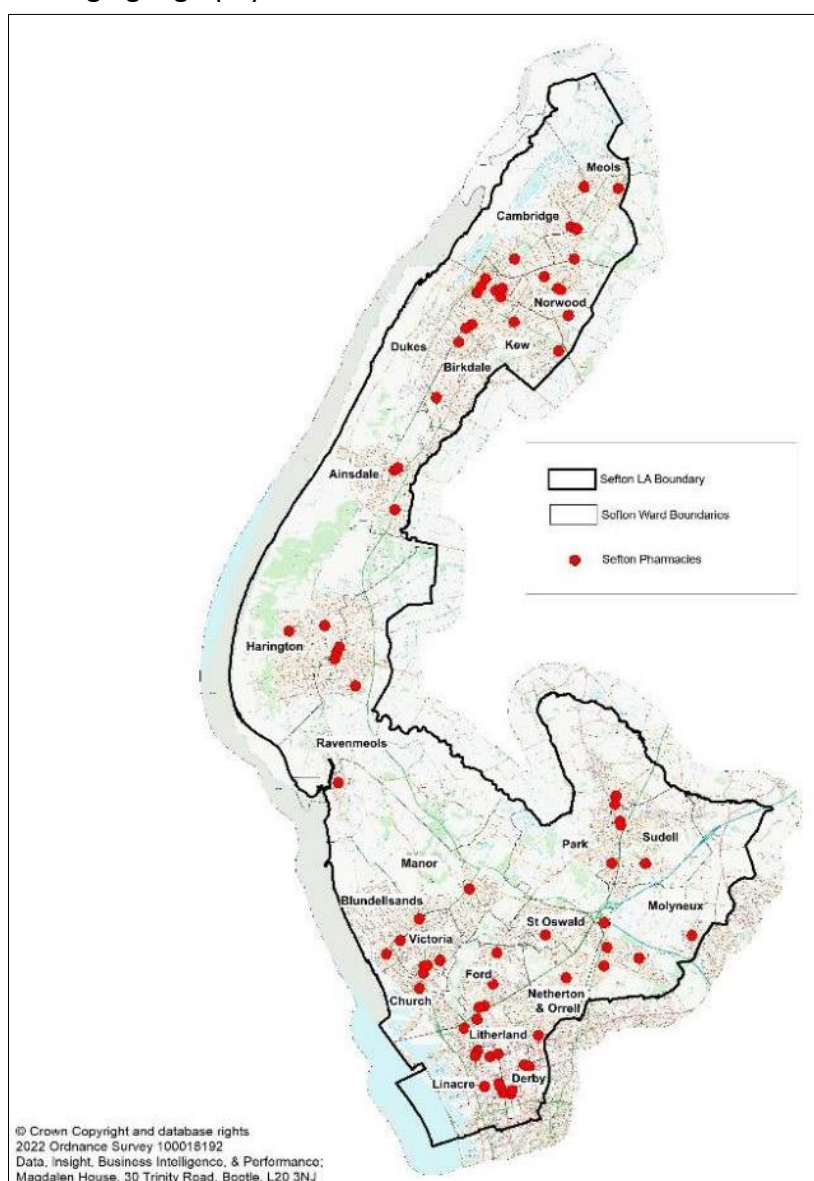 Meols
Cambridge
Norwood
Dukes
Kew
Birkdale
Ainsdale
Sefton LA Boundary
Sefton Ward Boundaries
Sefton Pharmacies
Harington
Ravenmeols
Park
Sudell
Manor
Blundellsands
Molyneux
St Oswald
Victoria
Ford
Church
Netherton
& Orrell
Litherland
Linacre
Derby
© Crown Copyright and database rights
2022 Ordnance Survey 100018192
Data, Insight, Business Intelligence, & Performance;
Magdalen House, 30 Trinity Road, Bootle, L20 3NJ